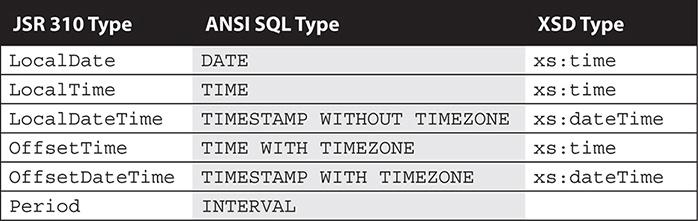 JSR 310 Type ANSI SQL Type XSD Type
LocalDate DATE xs:time
LocalTime TIME xs:time
LocalDateTime TIMESTAMP WITHOUT TIMEZONE xs:dateTime
OffsetTime TIME WITH TIMEZONE xs:time
OffsetDateTime TIMESTAMP WITH TIMEZONE xs:dateTime
Period INTERVAL